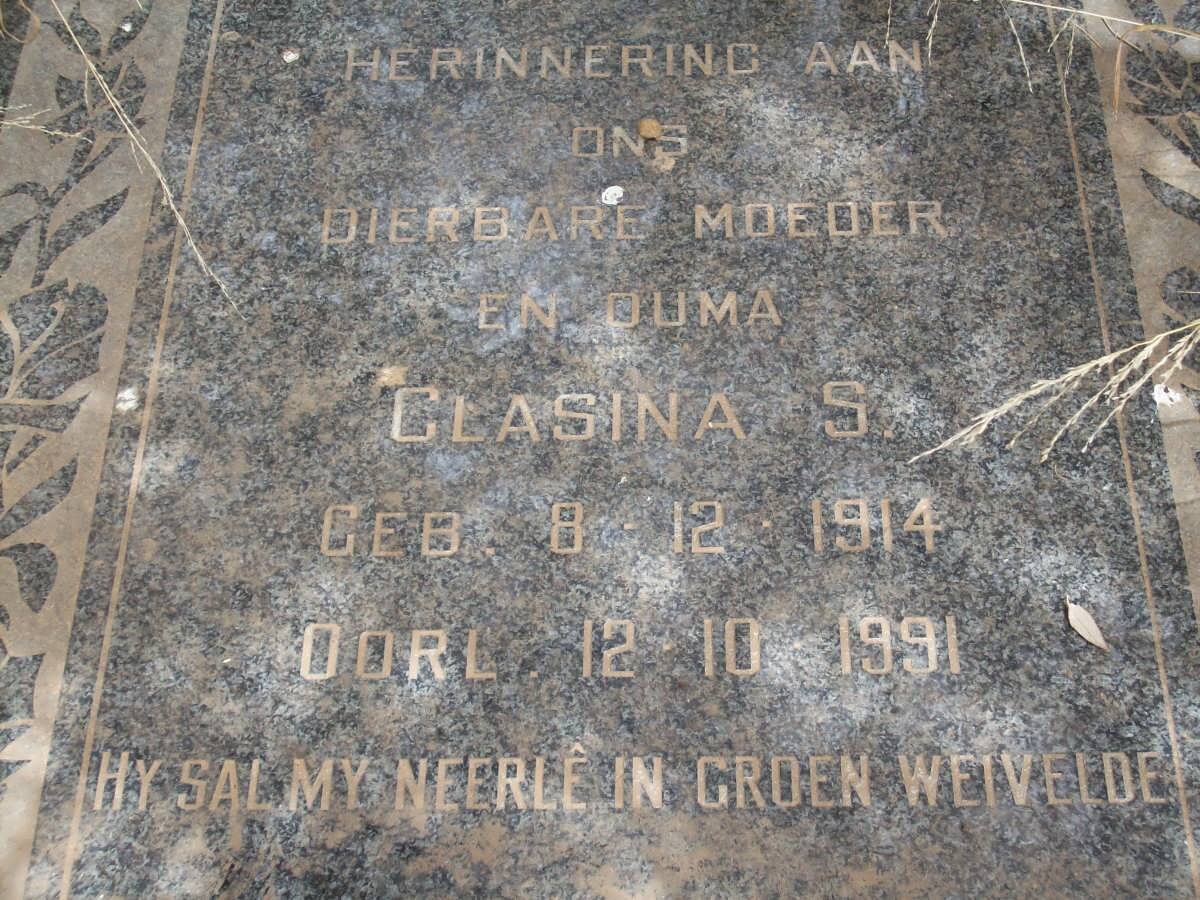 HERINNERING AAN
ONS
DIERBARE MOEDER
EN OUMA
CLASINA S.
GEB. 8 - 12 - 1914
OORL. 12 - 10 - 1991
HY SAL MY NEERLÊ IN GROEN WEIVELDE